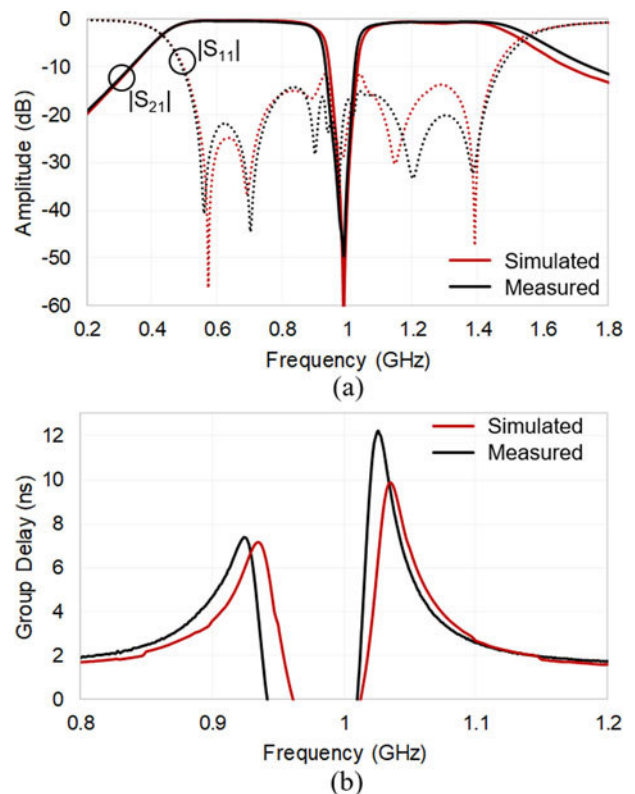 0
-10
-20
-30
-40
-50
-60
Amplitude (dB)
|S11|
|S21|
Simulated
Measured
0.2 0.4 0.6 0.8 1 1.2 1.4 1.6 1.8
Frequency (GHz)
(a)
12
10
8
6
4
2
0
Group Delay (ns)
Simulated
Measured
0.8 0.9 1 1.1 1.2
Frequency (GHz)
(b)